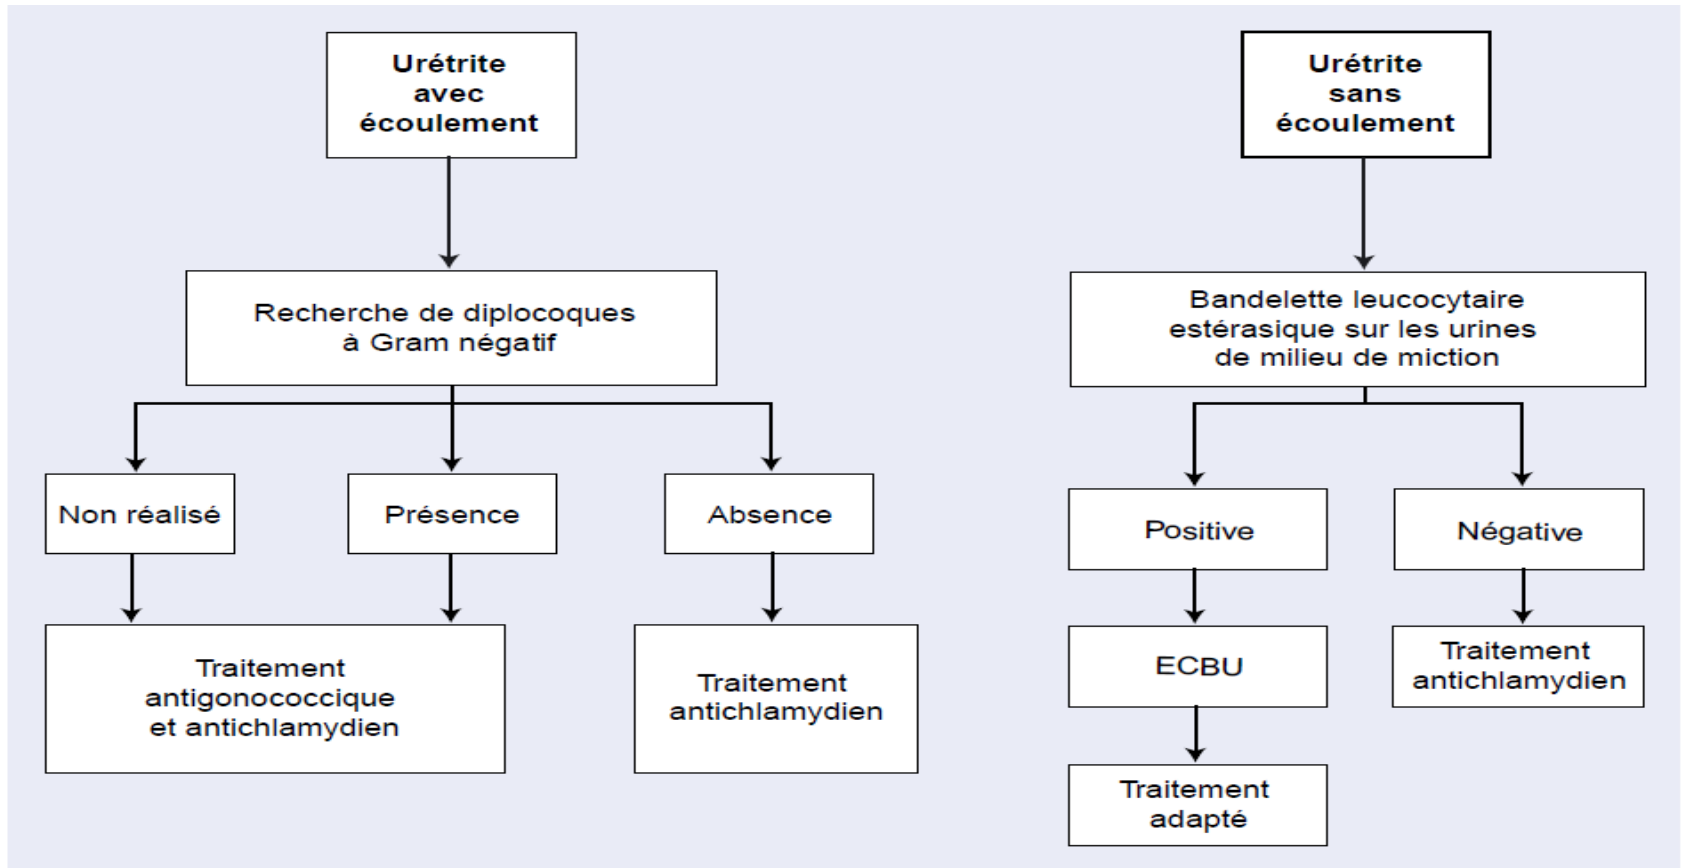 Urétrite
avec
écoulement
Recherche de diplocoques
à Gram négatif
Non réalisé
Présence
Absence
Traitement
antigonococcique
et antichlamydien
Traitement
antichlamydien
Urétrite
sans
écoulement
Bandelette leucocytaire
estérasique sur les urines
de milieu de miction
Positive
Négative
ECBU
Traitement
antichlamydien
Traitement
adapté